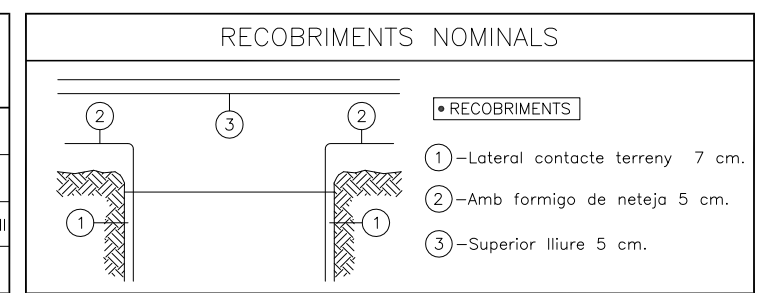 RECOBRIMENTS NOMINALS
2
3
2
• RECOBRIMENTS
1 -Lateral contacte terreny 7 cm.
2 -Amb formigo de neteja 5 cm.
1
1
3 -Superior lliure 5 cm.